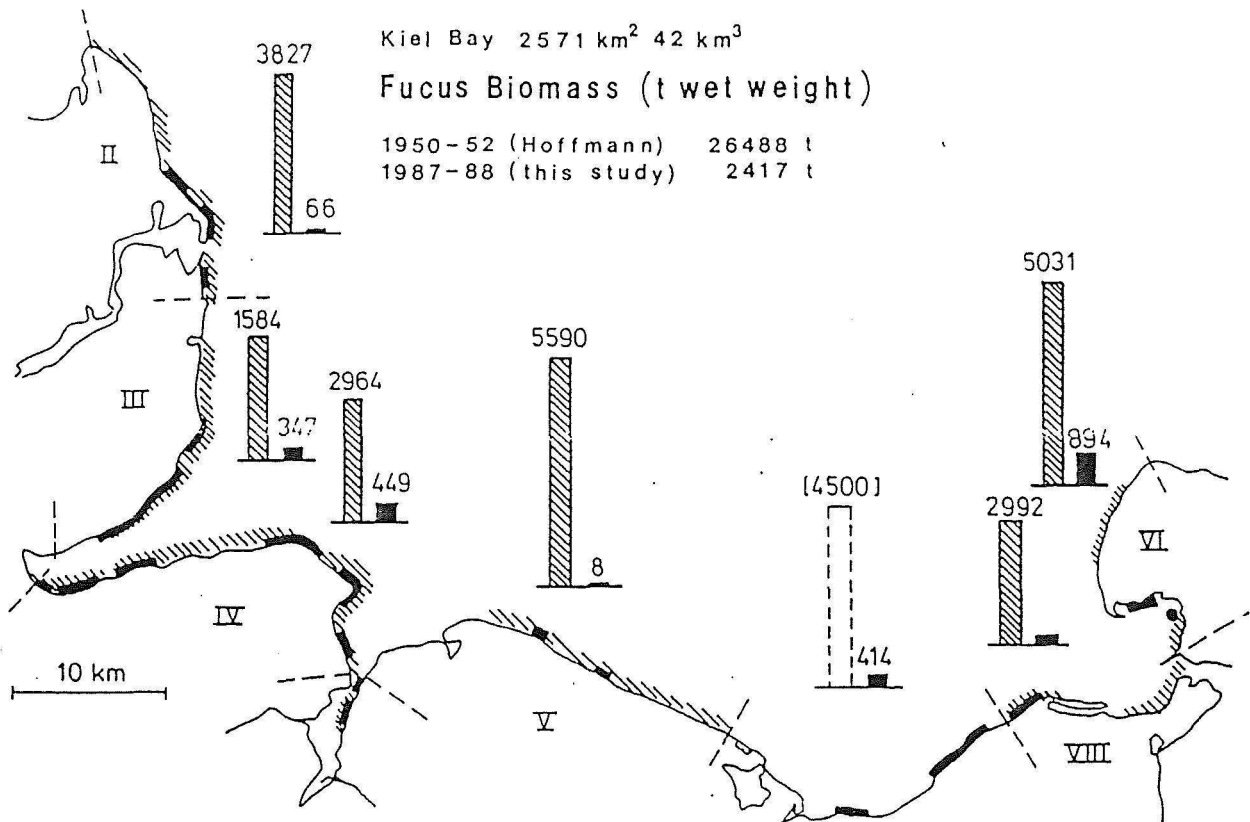 Kiel Bay 2571 km² 42 km³
Fucus Biomass (t wet weight)
1950-52 (Hoffmann) 26488 t
1987-88 (this study) 2417 t
3827
66
II
5031
894
1584
347
2964
449
5590
8
[4500]
414
2992
III
VI
IV
10 km
V
VIII